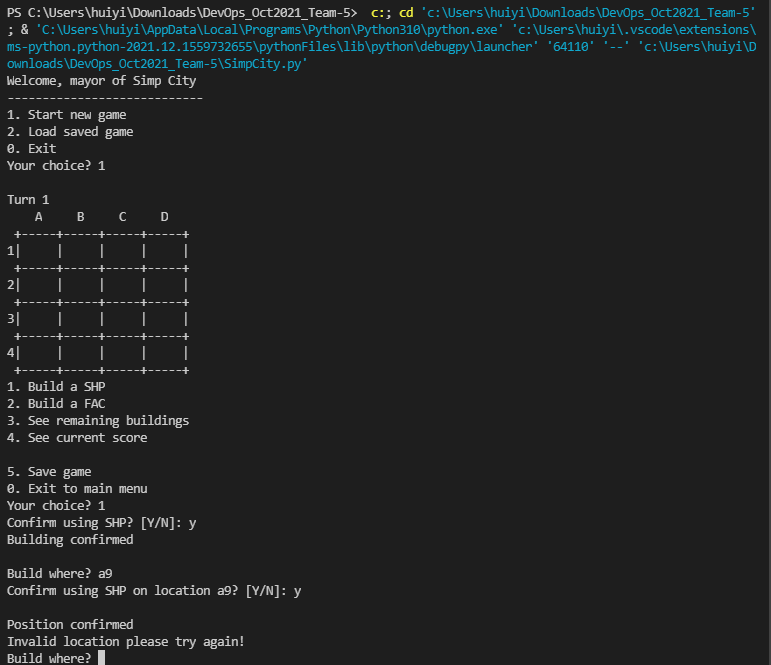 PS C:\Users\huiyi\Downloads\DevOps_Oct2021_Team-5>  c:; cd 'c:\Users\huiyi\Downloads\DevOps_Oct2021_Team-5'
; & 'C:\Users\huiyi\AppData\Local\Programs\Python\Python310\python.exe' 'c:\Users\huiyi\.vscode\extensions\
ms-python.python-2021.12.1559732655\pythonFiles\lib\python\debugpy\launcher' '64110' '--' 'c:\Users\huiyi\D
ownloads\DevOps_Oct2021_Team-5\SimpCity.py'
Welcome, mayor of Simp City
----------------------------
1. Start new game
2. Load saved game
0. Exit
Your choice? 1

Turn 1
    A     B     C     D
 +-----+-----+-----+-----+
1|     |     |     |     |
 +-----+-----+-----+-----+
2|     |     |     |     |
 +-----+-----+-----+-----+
3|     |     |     |     |
 +-----+-----+-----+-----+
4|     |     |     |     |
 +-----+-----+-----+-----+
1. Build a SHP
2. Build a FAC
3. See remaining buildings
4. See current score

5. Save game
0. Exit to main menu
Your choice? 1
Confirm using SHP? [Y/N]: y
Building confirmed

Build where? a9
Confirm using SHP on location a9? [Y/N]: y

Position confirmed
Invalid location please try again!
Build where?